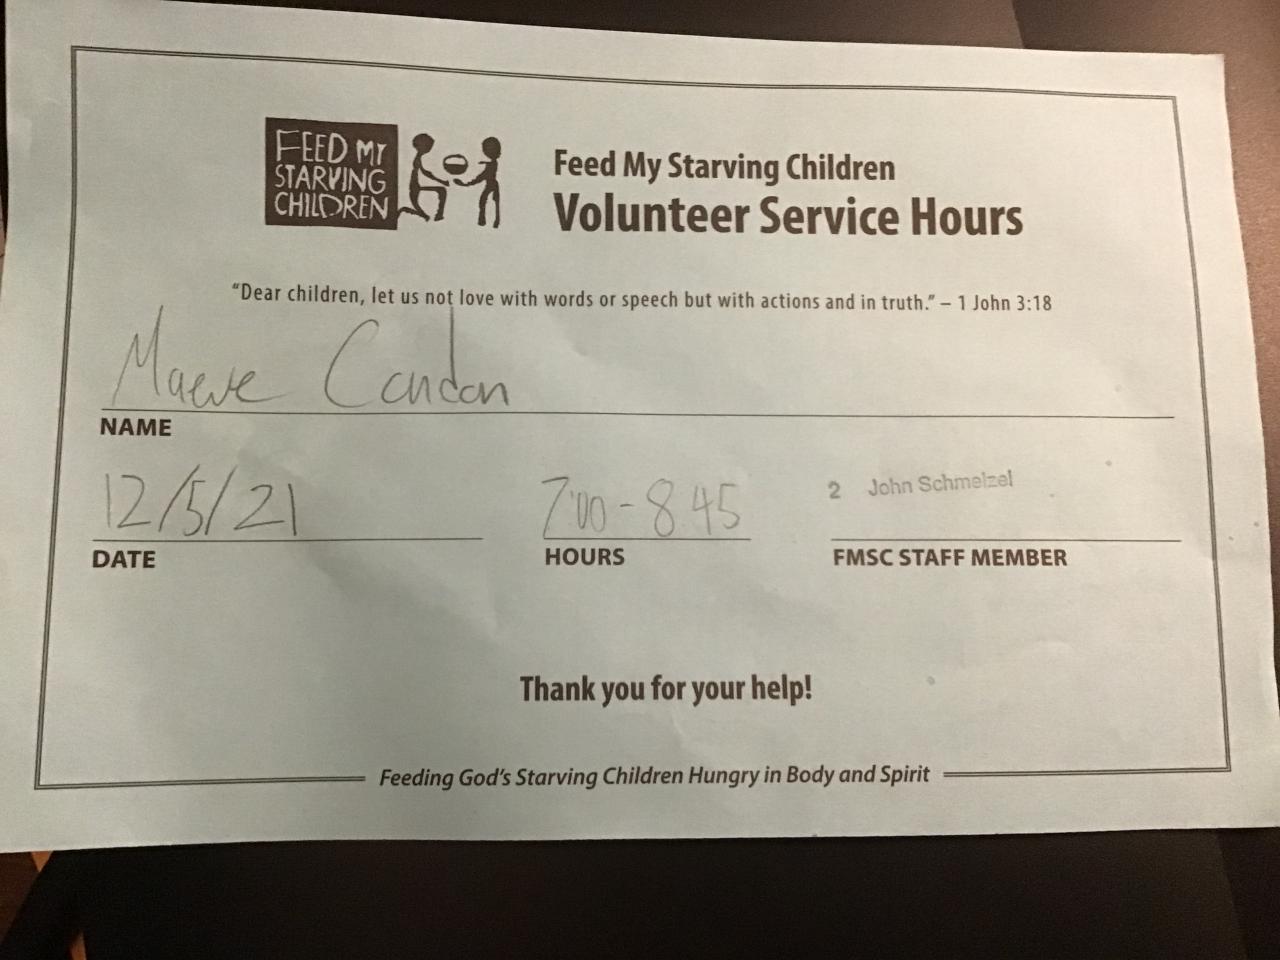 FEED MY
STARVING
CHILDREN
Feed My Starving Children
Volunteer Service Hours
"Dear children, let us not love with words or speech but with actions and in truth." – 1 John 3:18
Maeve Condon
NAME
12/5/21
7:00 - 8:45
2 John Schmelzel
DATE
HOURS
FMSC STAFF MEMBER
Thank you for your help!
Feeding God's Starving Children Hungry in Body and Spirit